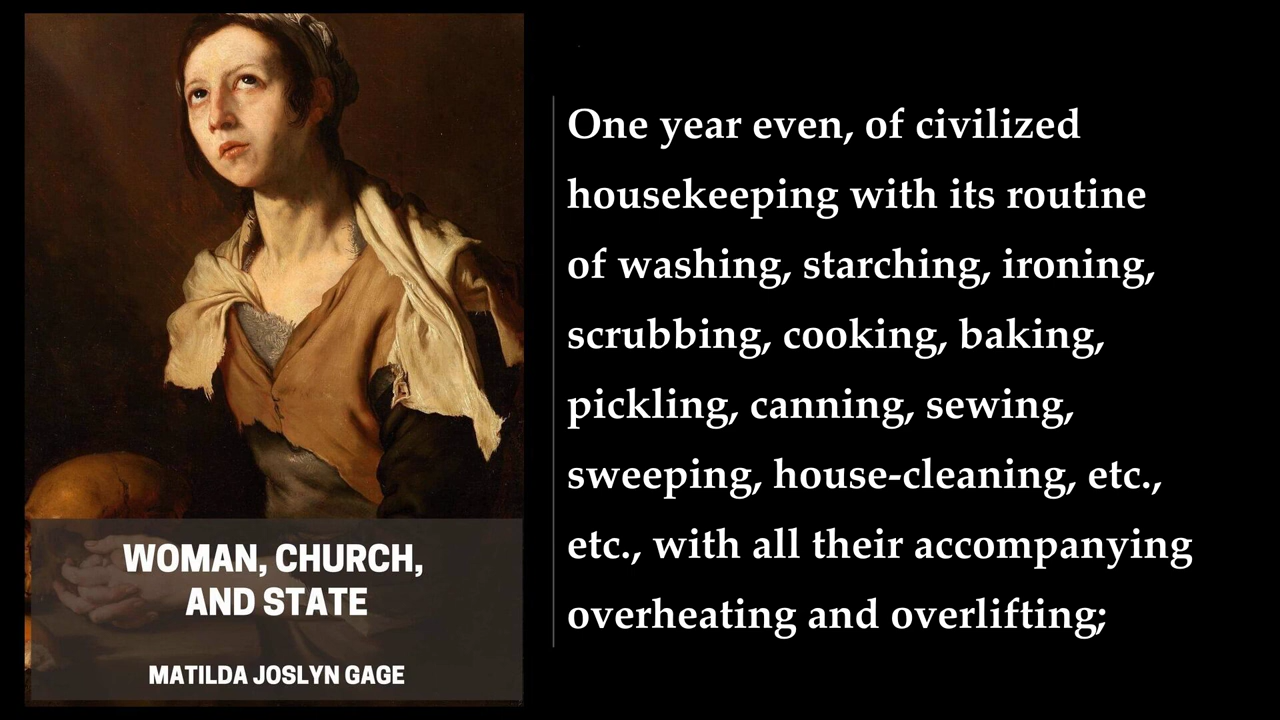 WOMAN, CHURCH,
AND STATE
MATILDA JOSLYN GAGE
One year even, of civilized
housekeeping with its routine
of washing, starching, ironing,
scrubbing, cooking, baking,
pickling, canning, sewing,
sweeping, house-cleaning, etc.,
etc., with all their accompanying
overheating and overlifting;